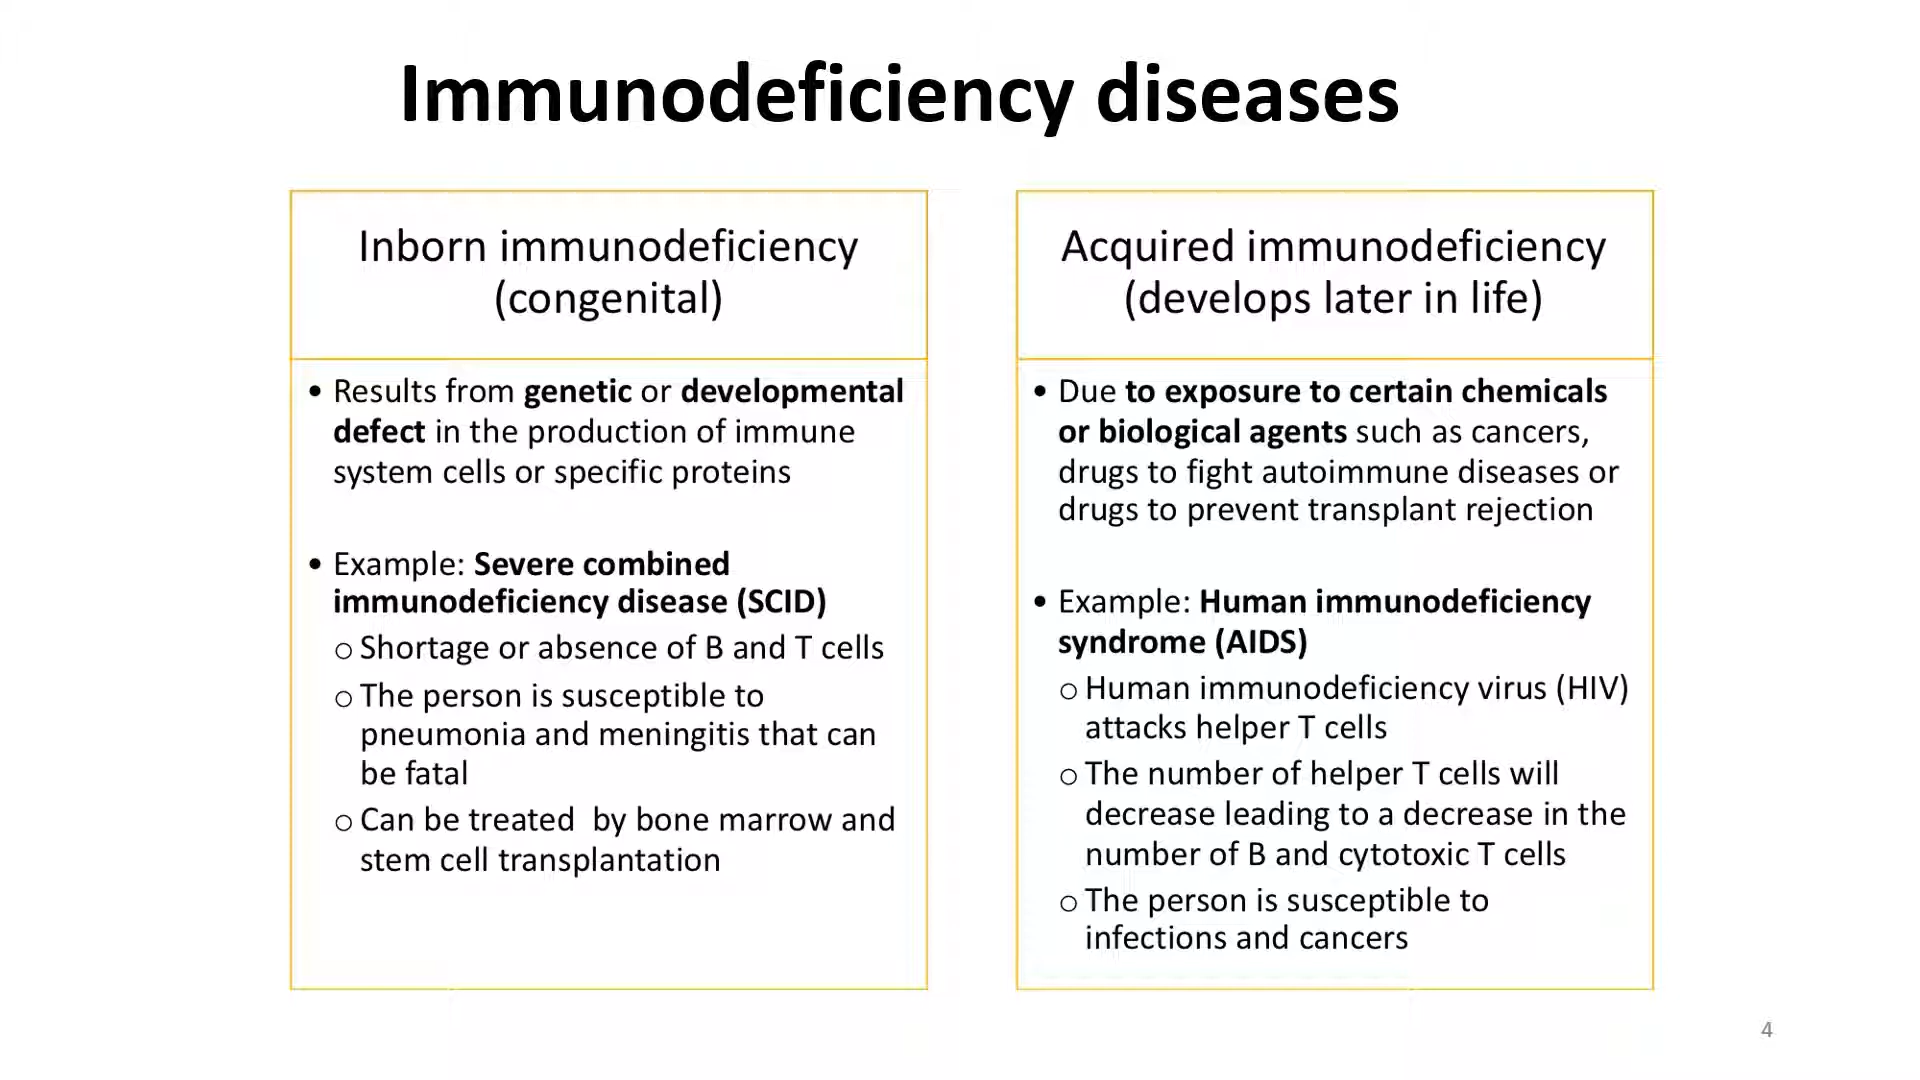 Immunodeficiency diseases
Inborn immunodeficiency
(congenital)
• Results from genetic or developmental
defect in the production of immune
system cells or specific proteins
• Example: Severe combined
immunodeficiency disease (SCID)
o Shortage or absence of B and T cells
o The person is susceptible to
pneumonia and meningitis that can
be fatal
o Can be treated  by bone marrow and
stem cell transplantation
Acquired immunodeficiency
(develops later in life)
• Due to exposure to certain chemicals
or biological agents such as cancers,
drugs to fight autoimmune diseases or
drugs to prevent transplant rejection
• Example: Human immunodeficiency
syndrome (AIDS)
o Human immunodeficiency virus (HIV)
attacks helper T cells
o The number of helper T cells will
decrease leading to a decrease in the
number of B and cytotoxic T cells
o The person is susceptible to
infections and cancers
4